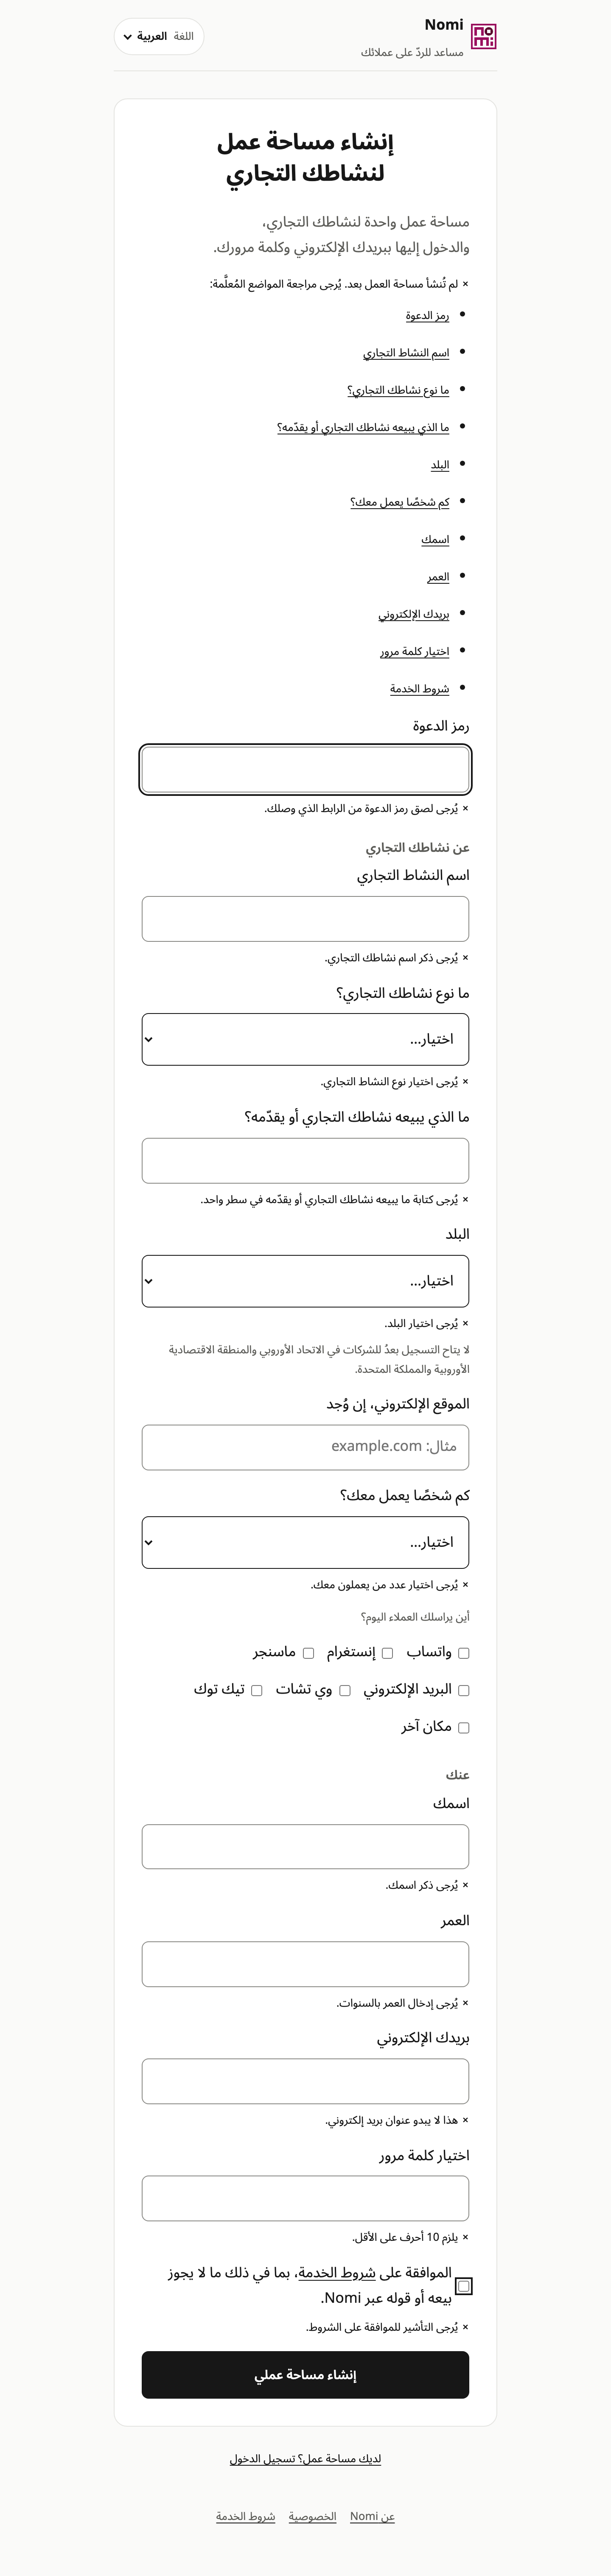 Nomi
مساعد للردّ على عملائك
اللغة العربية
إنشاء مساحة عمل
لنشاطك التجاري
مساحة عمل واحدة لنشاطك التجاري،
والدخول إليها ببريدك الإلكتروني وكلمة مرورك.
× لم تُنشأ مساحة العمل بعد. يُرجى مراجعة المواضع المُعلَّمة:
• رمز الدعوة
• اسم النشاط التجاري
• ما نوع نشاطك التجاري؟
• ما الذي يبيعه نشاطك التجاري أو يقدّمه؟
• البلد
• كم شخصًا يعمل معك؟
• اسمك
• العمر
• بريدك الإلكتروني
• اختيار كلمة مرور
• شروط الخدمة
رمز الدعوة
× يُرجى لصق رمز الدعوة من الرابط الذي وصلك.
عن نشاطك التجاري
اسم النشاط التجاري
× يُرجى ذكر اسم نشاطك التجاري.
ما نوع نشاطك التجاري؟
اختيار...
× يُرجى اختيار نوع النشاط التجاري.
ما الذي يبيعه نشاطك التجاري أو يقدّمه؟
× يُرجى كتابة ما يبيعه نشاطك التجاري أو يقدّمه في سطر واحد.
البلد
اختيار...
× يُرجى اختيار البلد.
لا يتاح التسجيل بعدُ للشركات في الاتحاد الأوروبي والمنطقة الاقتصادية
الأوروبية والمملكة المتحدة.
الموقع الإلكتروني، إن وُجد
مثال: example.com
كم شخصًا يعمل معك؟
اختيار...
× يُرجى اختيار عدد من يعملون معك.
أين يراسلك العملاء اليوم؟
واتساب إنستغرام ماسنجر
البريد الإلكتروني وي تشات تيك توك
مكان آخر
عنك
اسمك
× يُرجى ذكر اسمك.
العمر
× يُرجى إدخال العمر بالسنوات.
بريدك الإلكتروني
× هذا لا يبدو عنوان بريد إلكتروني.
اختيار كلمة مرور
× يلزم 10 أحرف على الأقل.
الموافقة على شروط الخدمة، بما في ذلك ما لا يجوز
بيعه أو قوله عبر Nomi.
× يُرجى التأشير للموافقة على الشروط.
إنشاء مساحة عملي
لديك مساحة عمل؟ تسجيل الدخول
عن Nomi الخصوصية شروط الخدمة